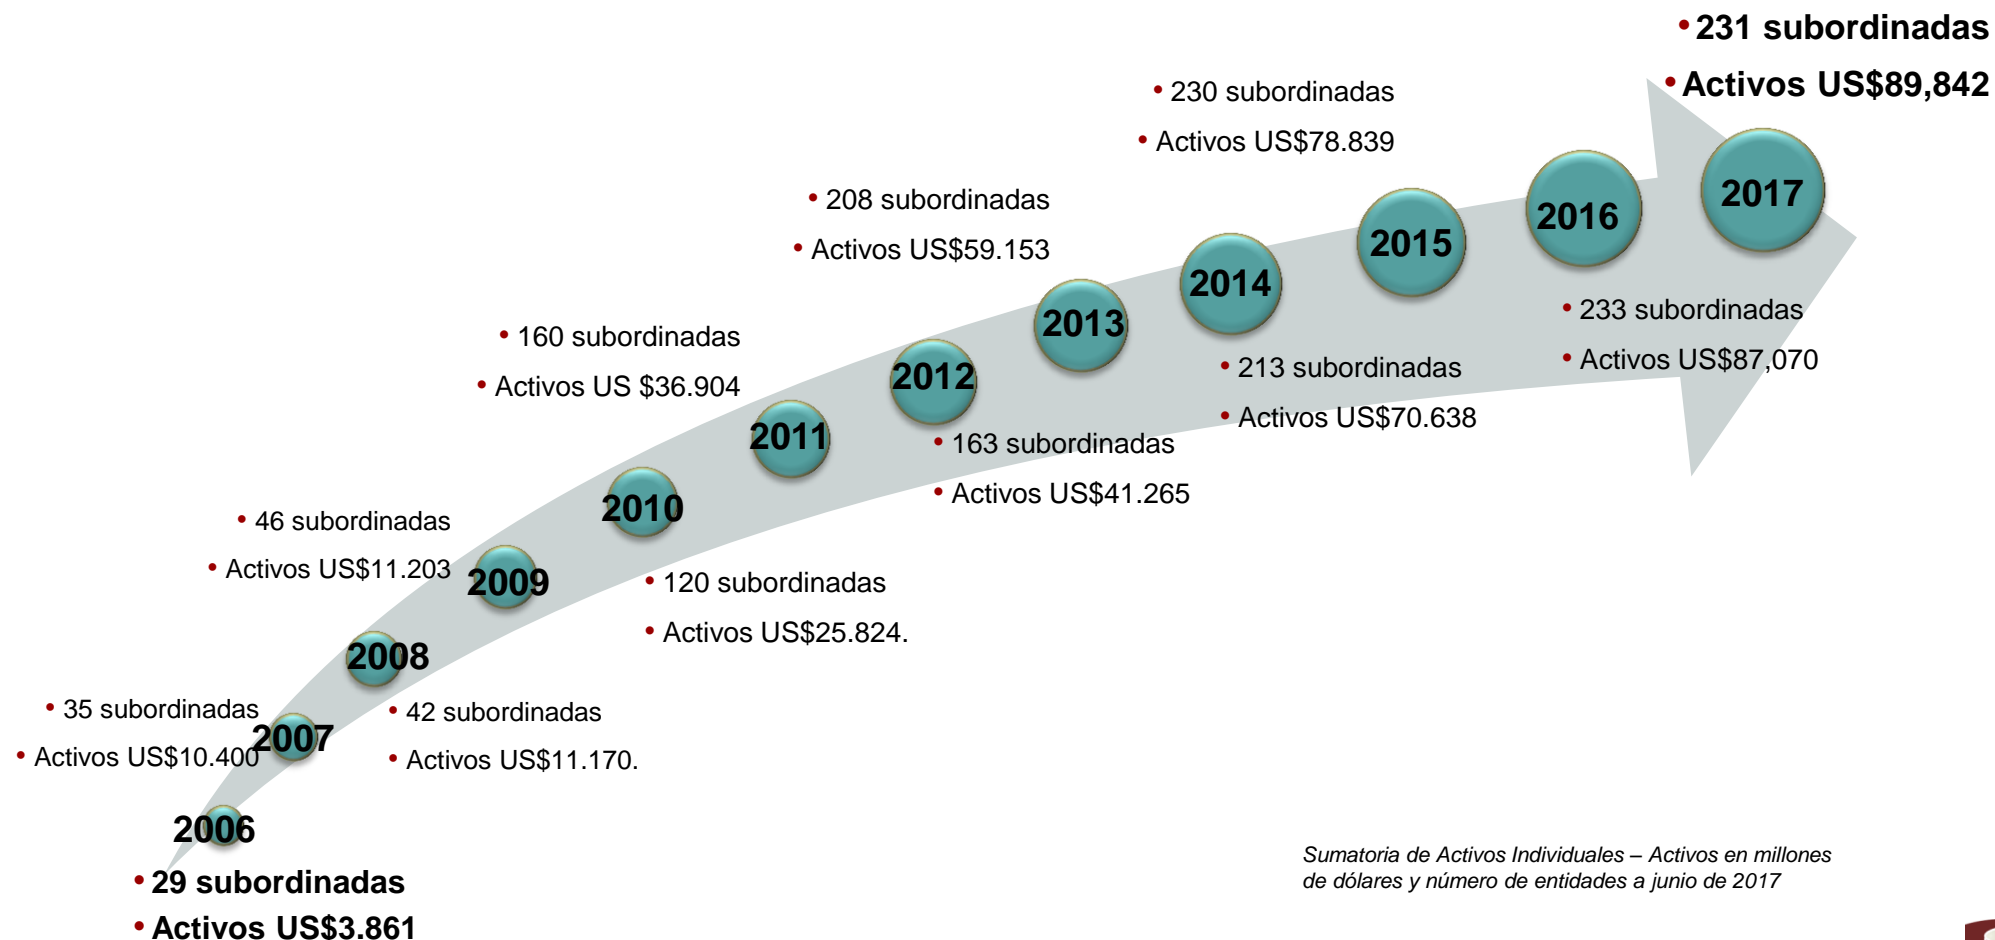 231 subordinadas
Activos US$89,842
230 subordinadas
Activos US$78.839
208 subordinadas
Activos US$59.153
160 subordinadas
Activos US $36.904
46 subordinadas
Activos US$11.203
35 subordinadas
Activos US$10.400
2017
2016
2015
2014
2013
2012
2011
2010
2009
2008
2007
2006
233 subordinadas
Activos US$87,070
213 subordinadas
Activos US$70.638
163 subordinadas
Activos US$41.265
120 subordinadas
Activos US$25.824.
42 subordinadas
Activos US$11.170.
29 subordinadas
Activos US$3.861
Sumatoria de Activos Individuales – Activos en millones
de dólares y número de entidades a junio de 2017